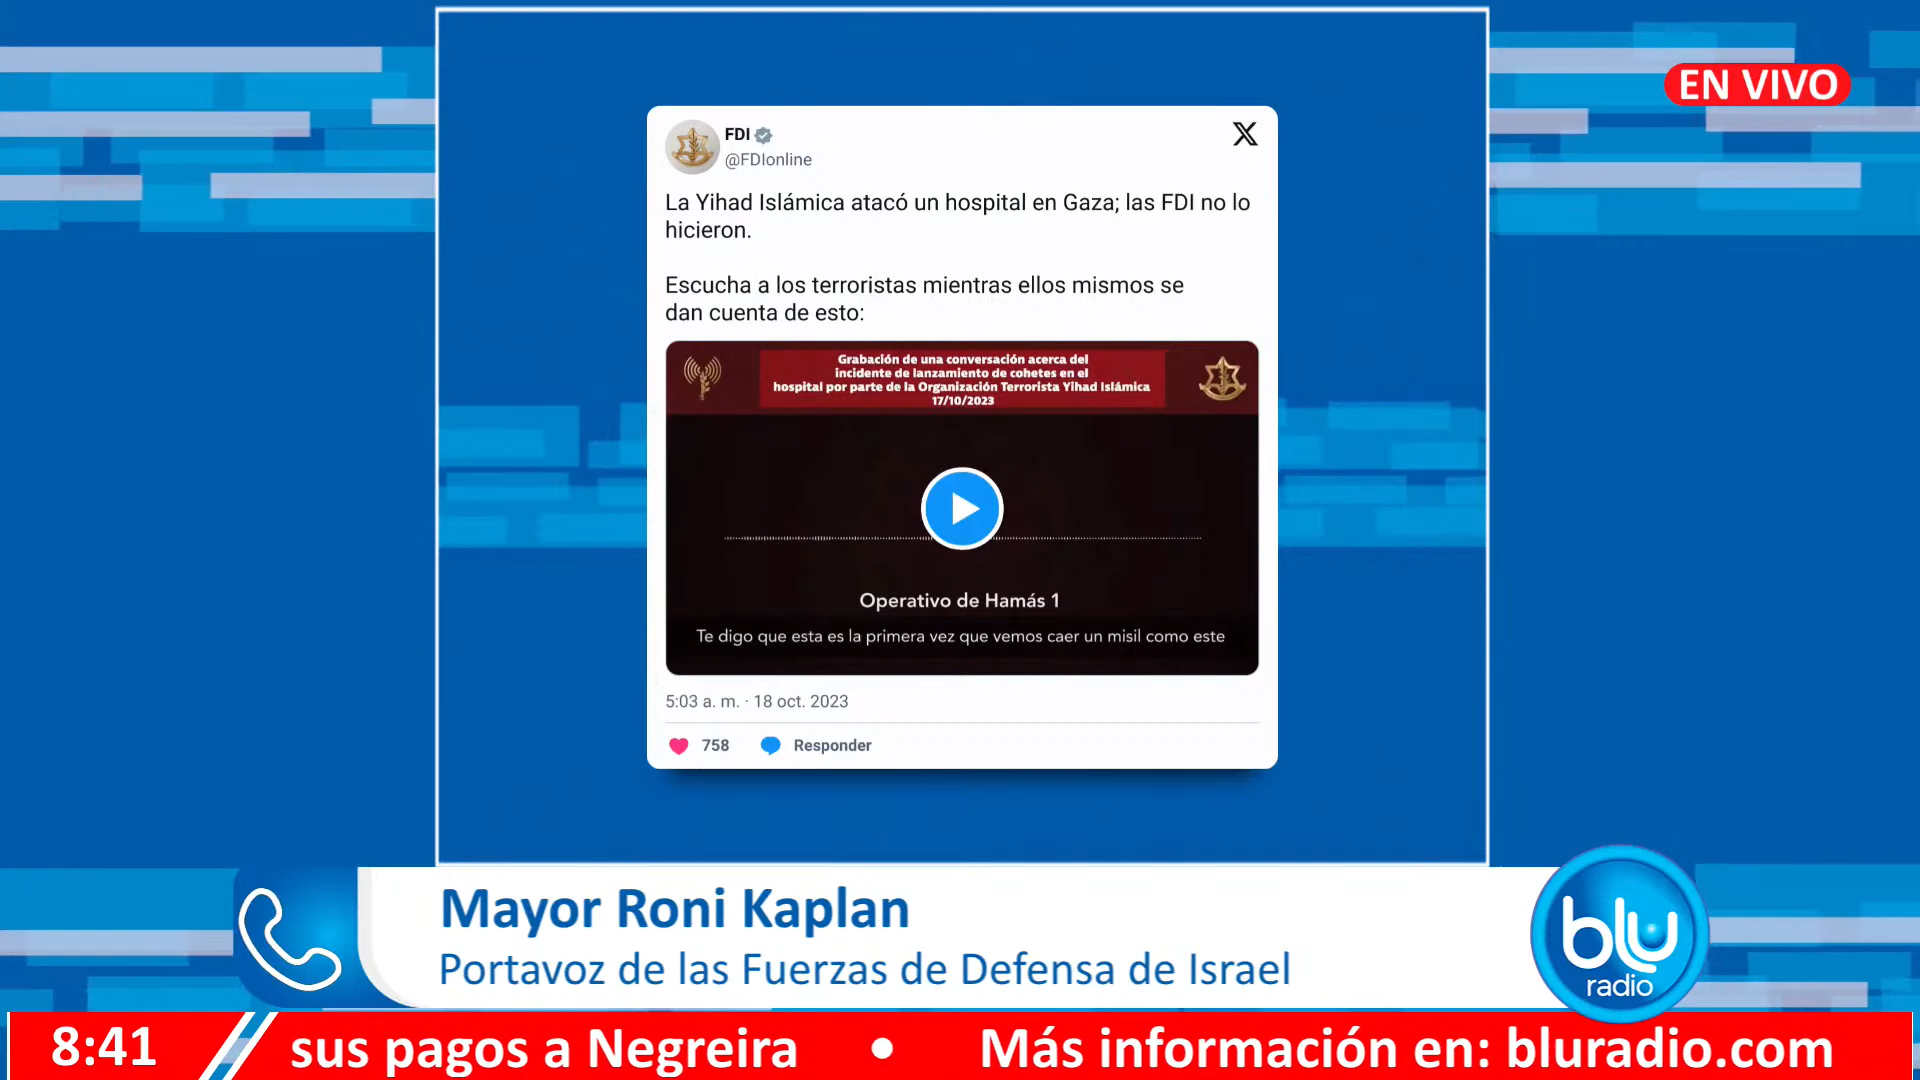 EN VIVO
FDI
@FDIonline
La Yihad Islámica atacó un hospital en Gaza; las FDI no lo
hicieron.
Escucha a los terroristas mientras ellos mismos se
dan cuenta de esto:
Grabación de una conversación acerca del
incidente de lanzamiento de cohetes en el
hospital por parte de la Organización Terrorista Yihad Islámica
17/10/2023
Operativo de Hamás 1
Te digo que esta es la primera vez que vemos caer un misil como este
5:03 a. m. · 18 oct. 2023
758 Responder
Mayor Roni Kaplan
Portavoz de las Fuerzas de Defensa de Israel
blu
radio
8:41 sus pagos a Negreira • Más información en: bluradio.com